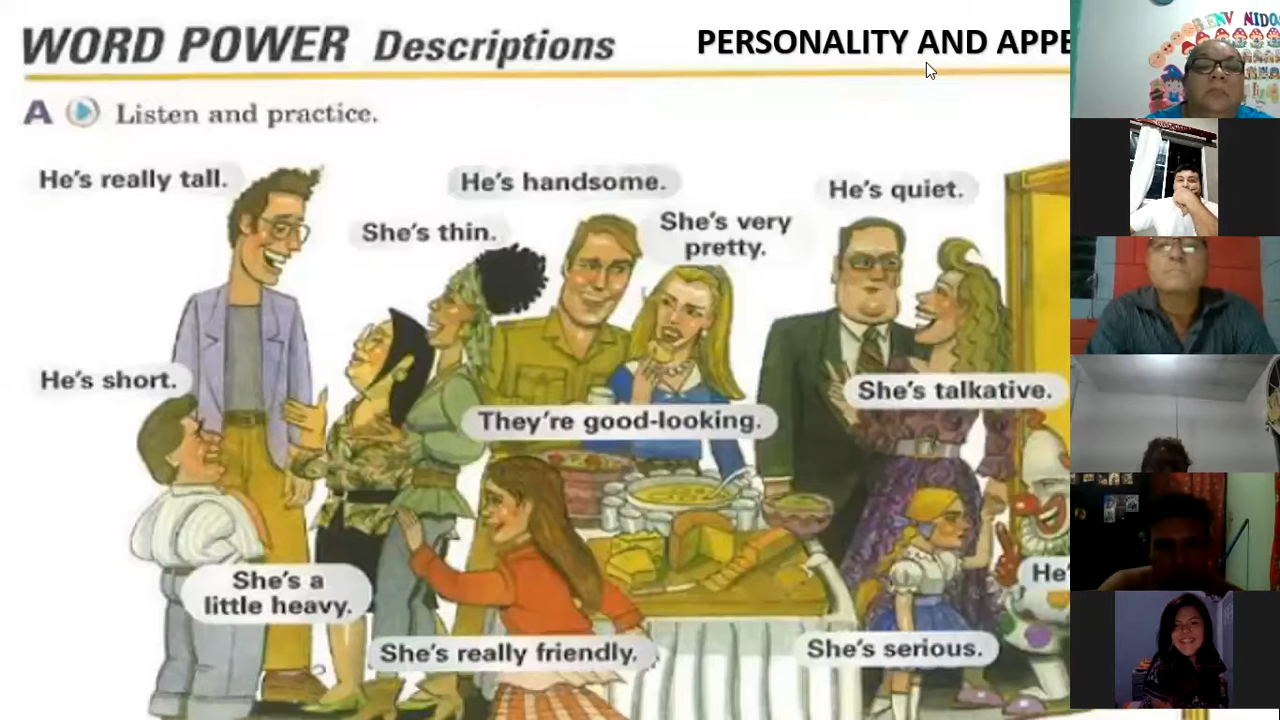 WORD POWER Descriptions
PERSONALITY AND APPE
A Listen and practice.
He's really tall.
He's handsome.
He's quiet.
She's thin.
She's very
pretty.
He's short.
She's talkative.
They're good-looking.
He'
She's a
little heavy.
She's really friendly.
She's serious.